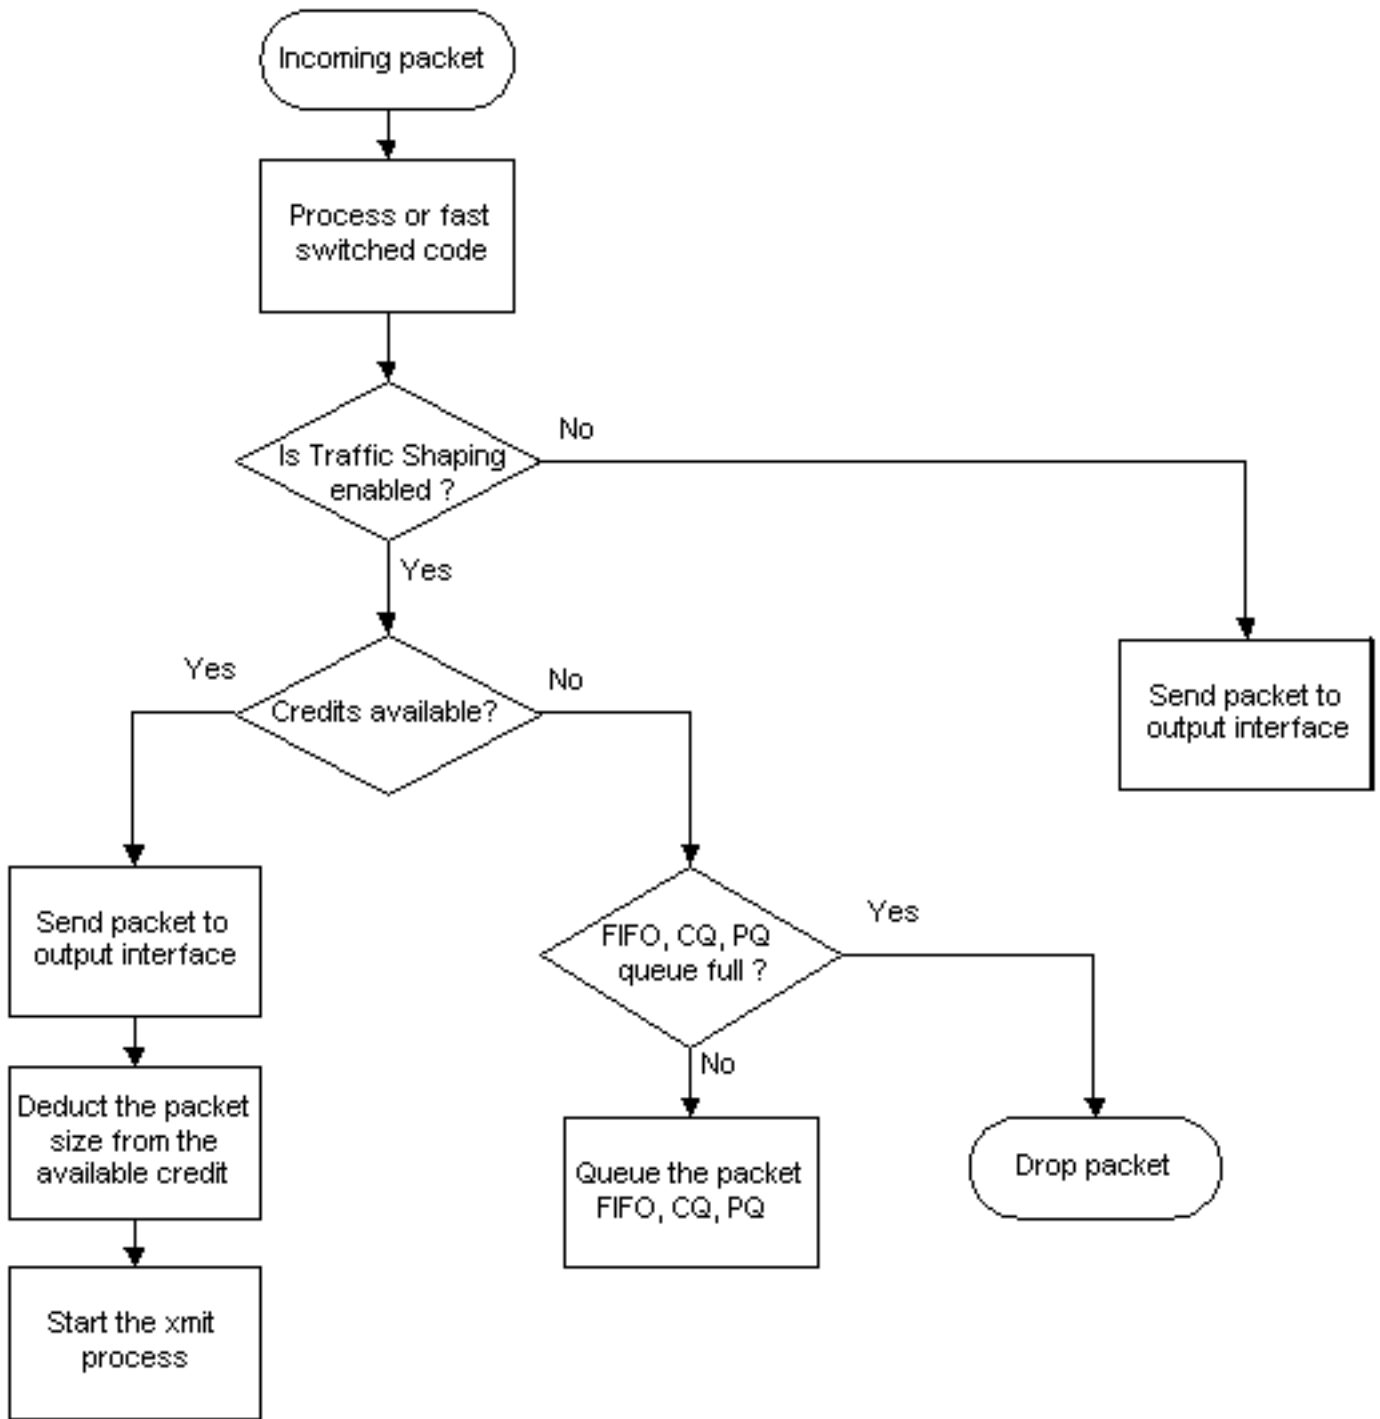 Incoming packet
Process or fast
switched code
Is Traffic Shaping
enabled ?
No
Yes
Yes
Credits available?
No
Send packet to
output interface
Send packet to
output interface
FIFO, CQ, PQ
queue full ?
Yes
No
Deduct the packet
size from the
available credit
Queue the packet
FIFO, CQ, PQ
Drop packet
Start the xmit
process